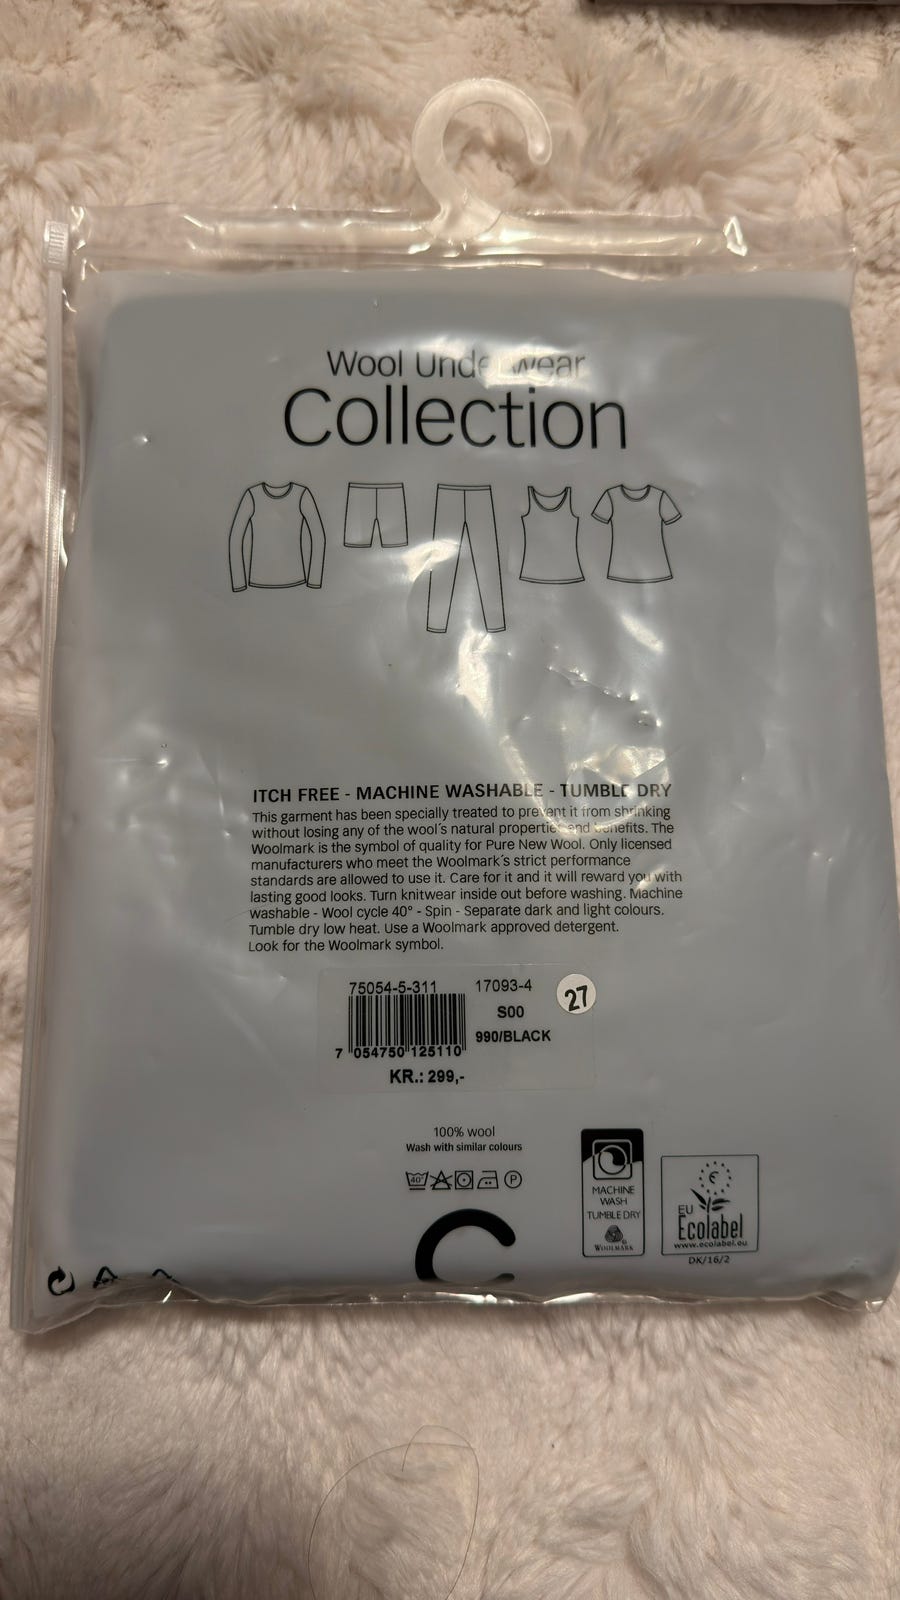 Wool Underwear
Collection
ITCH FREE - MACHINE WASHABLE - TUMBLE DRY
This garment has been specially treated to prevent it from shrinking
without losing any of the wool´s natural properties and benefits. The
Woolmark is the symbol of quality for Pure New Wool. Only licensed
manufacturers who meet the Woolmark´s strict performance
standards are allowed to use it. Care for it and it will reward you with
lasting good looks. Turn knitwear inside out before washing. Machine
washable - Wool cycle 40° - Spin - Separate dark and light colours.
Tumble dry low heat. Use a Woolmark approved detergent.
Look for the Woolmark symbol.
75054-5-311
17093-4
27
S00
990/BLACK
7 054750 125110
KR.: 299,-
100% wool
Wash with similar colours
40°
P
MACHINE
WASH
TUMBLE DRY
WOOLMARK
EU
Ecolabel
www.ecolabel.eu
DK/16/2